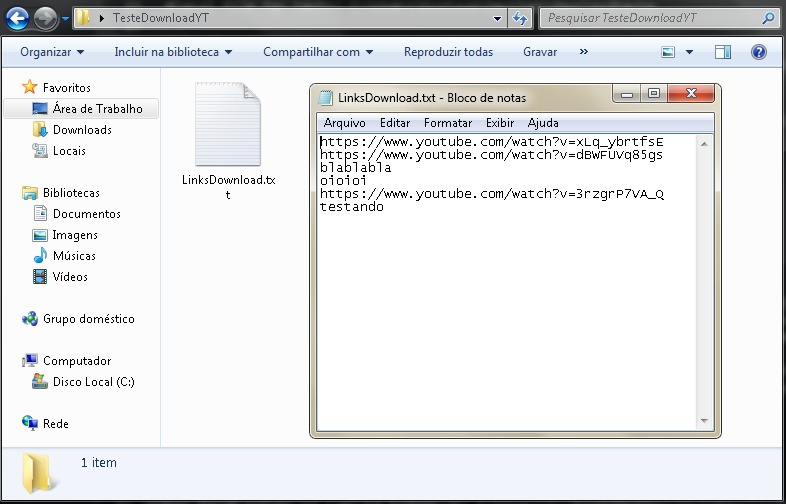 TesteDownloadYT
Pesquisar TesteDownloadYT
Organizar
Incluir na biblioteca
Compartilhar com
Reproduzir todas
Gravar
»
Favoritos
Área de Trabalho
Downloads
Locais
Bibliotecas
Documentos
Imagens
Músicas
Vídeos
Grupo doméstico
Computador
Disco Local (C:)
Rede
LinksDownload.tx
t
LinksDownload.txt - Bloco de notas
Arquivo Editar Formatar Exibir Ajuda
https://www.youtube.com/watch?v=xLq_ybrtfsE
https://www.youtube.com/watch?v=dBWFUVq85gs
blablabla
oioioi
https://www.youtube.com/watch?v=3rzgrP7VA_Q
testando
1 item